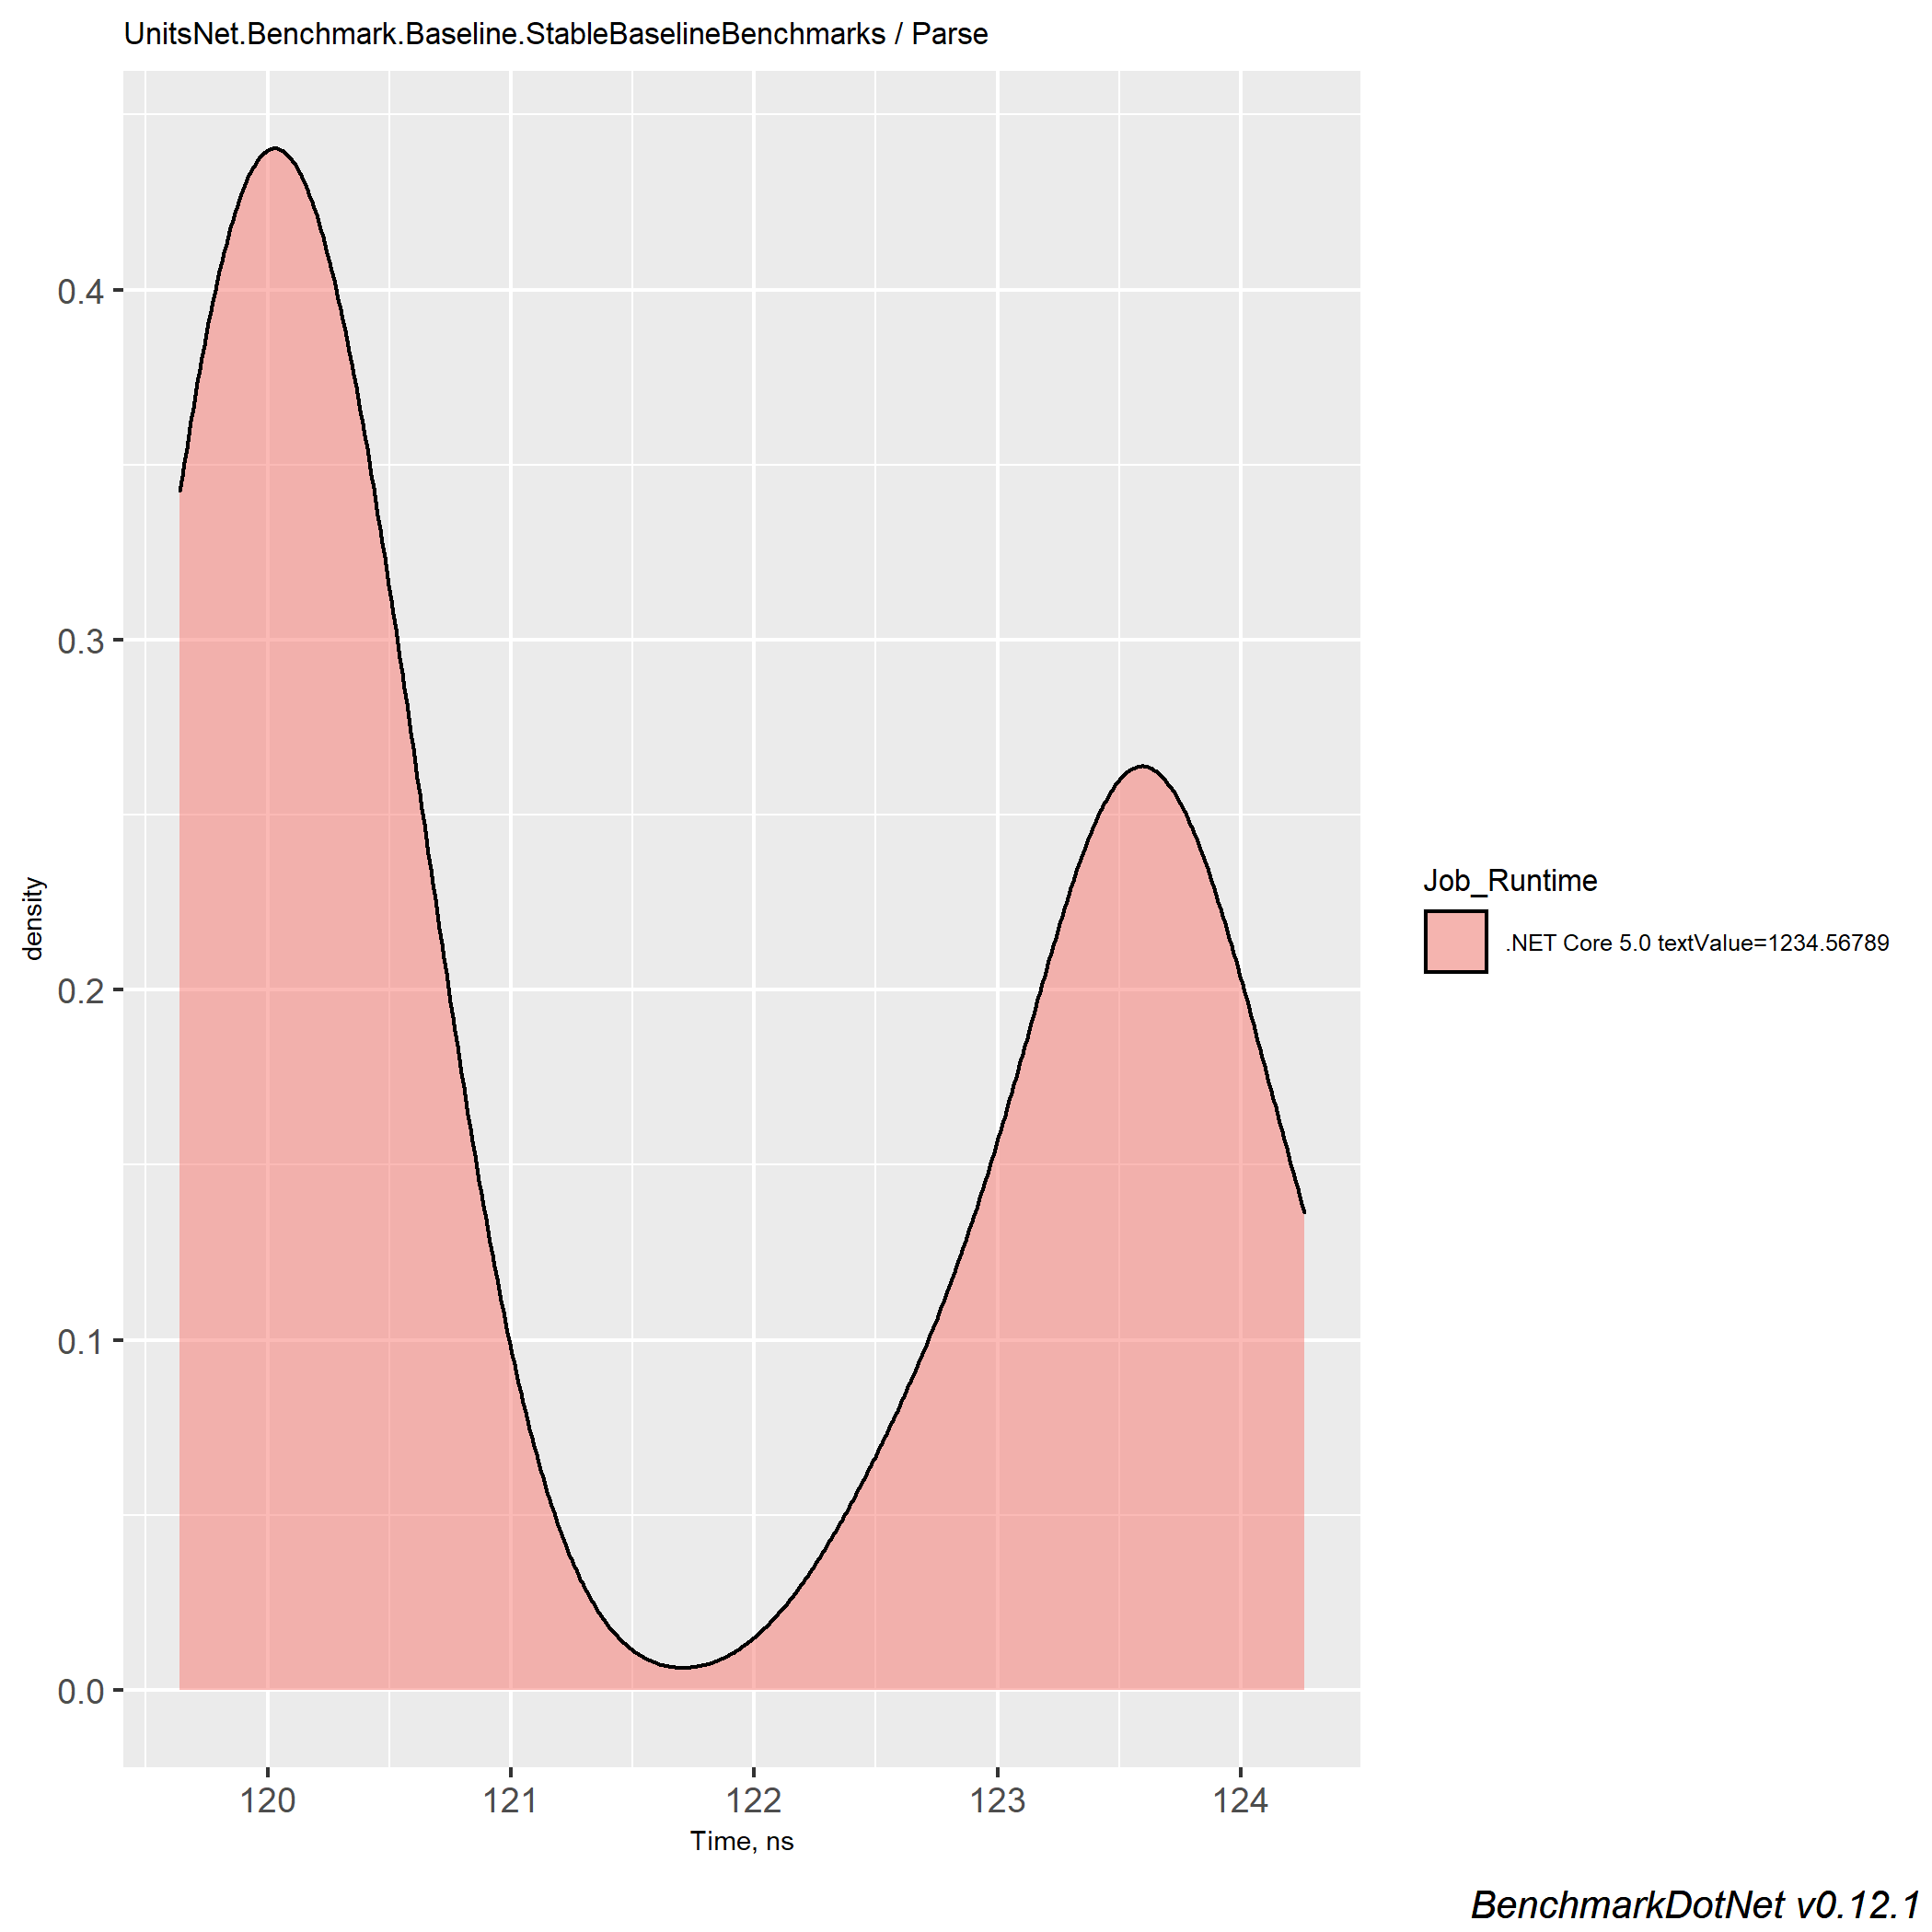 UnitsNet.Benchmark.Baseline.StableBaselineBenchmarks / Parse
density
0.4
0.3
0.2
0.1
0.0
120 121 122 123 124
Time, ns
Job_Runtime
.NET Core 5.0 textValue=1234.56789
BenchmarkDotNet v0.12.1